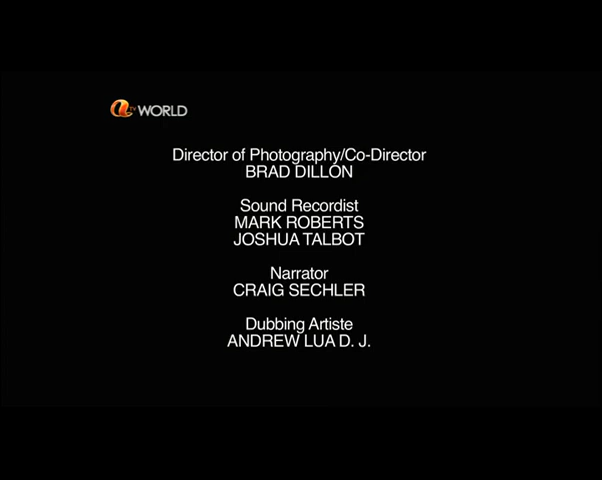 aTV WORLD
Director of Photography/Co-Director
BRAD DILLON
Sound Recordist
MARK ROBERTS
JOSHUA TALBOT
Narrator
CRAIG SECHLER
Dubbing Artiste
ANDREW LUA D. J.